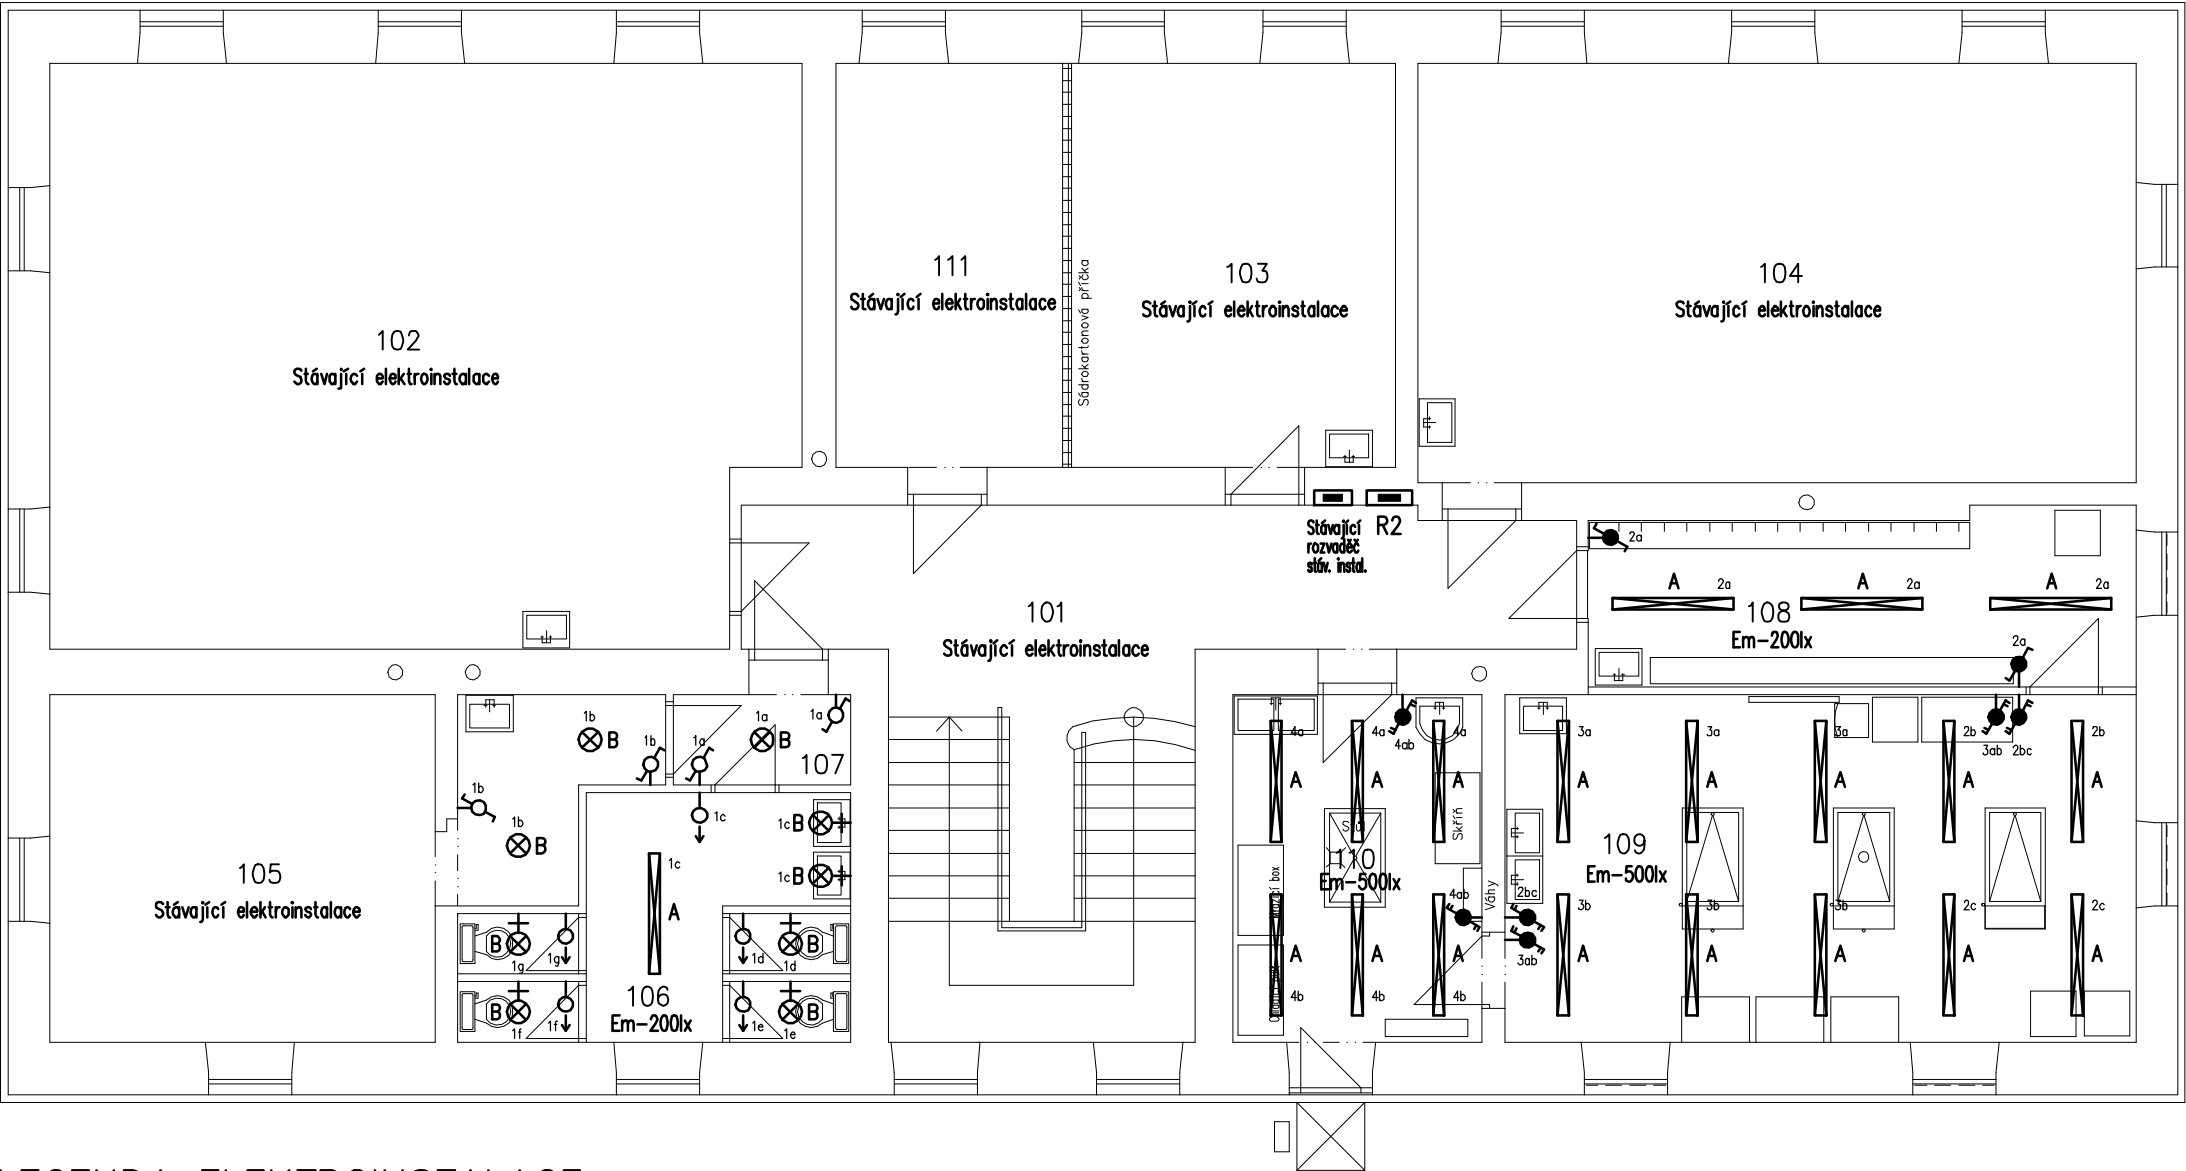 111
Stávající elektroinstalace
Sádrokartonová příčka
103
Stávající elektroinstalace
104
Stávající elektroinstalace
102
Stávající elektroinstalace
Stávající
rozvaděč
stáv. instal.
R2
101
Stávající elektroinstalace
2a
A 2a
A 2a
A 2a
108
Em-200lx
2a
1b
B
1b
1a
1a
B
1a
107
1b
1b
B
1c
1c B
1c B
1c
A
105
Stávající elektroinstalace
B
1g
1g
1d
1d
B
B
1f
1f
1e
1e
B
106
Em-200lx
4a
4a
4ab
4a
A
A
A
Skříň
110
Em-500lx
Mrazící box
4ab
Váhy
2bc
3ab
A
A
A
4b
4b
4b
3a
3a
3a
2b
3ab
2bc
2b
A
A
A
A
A
109
Em-500lx
3b
3b
3b
2c
2c
A
A
A
A
A